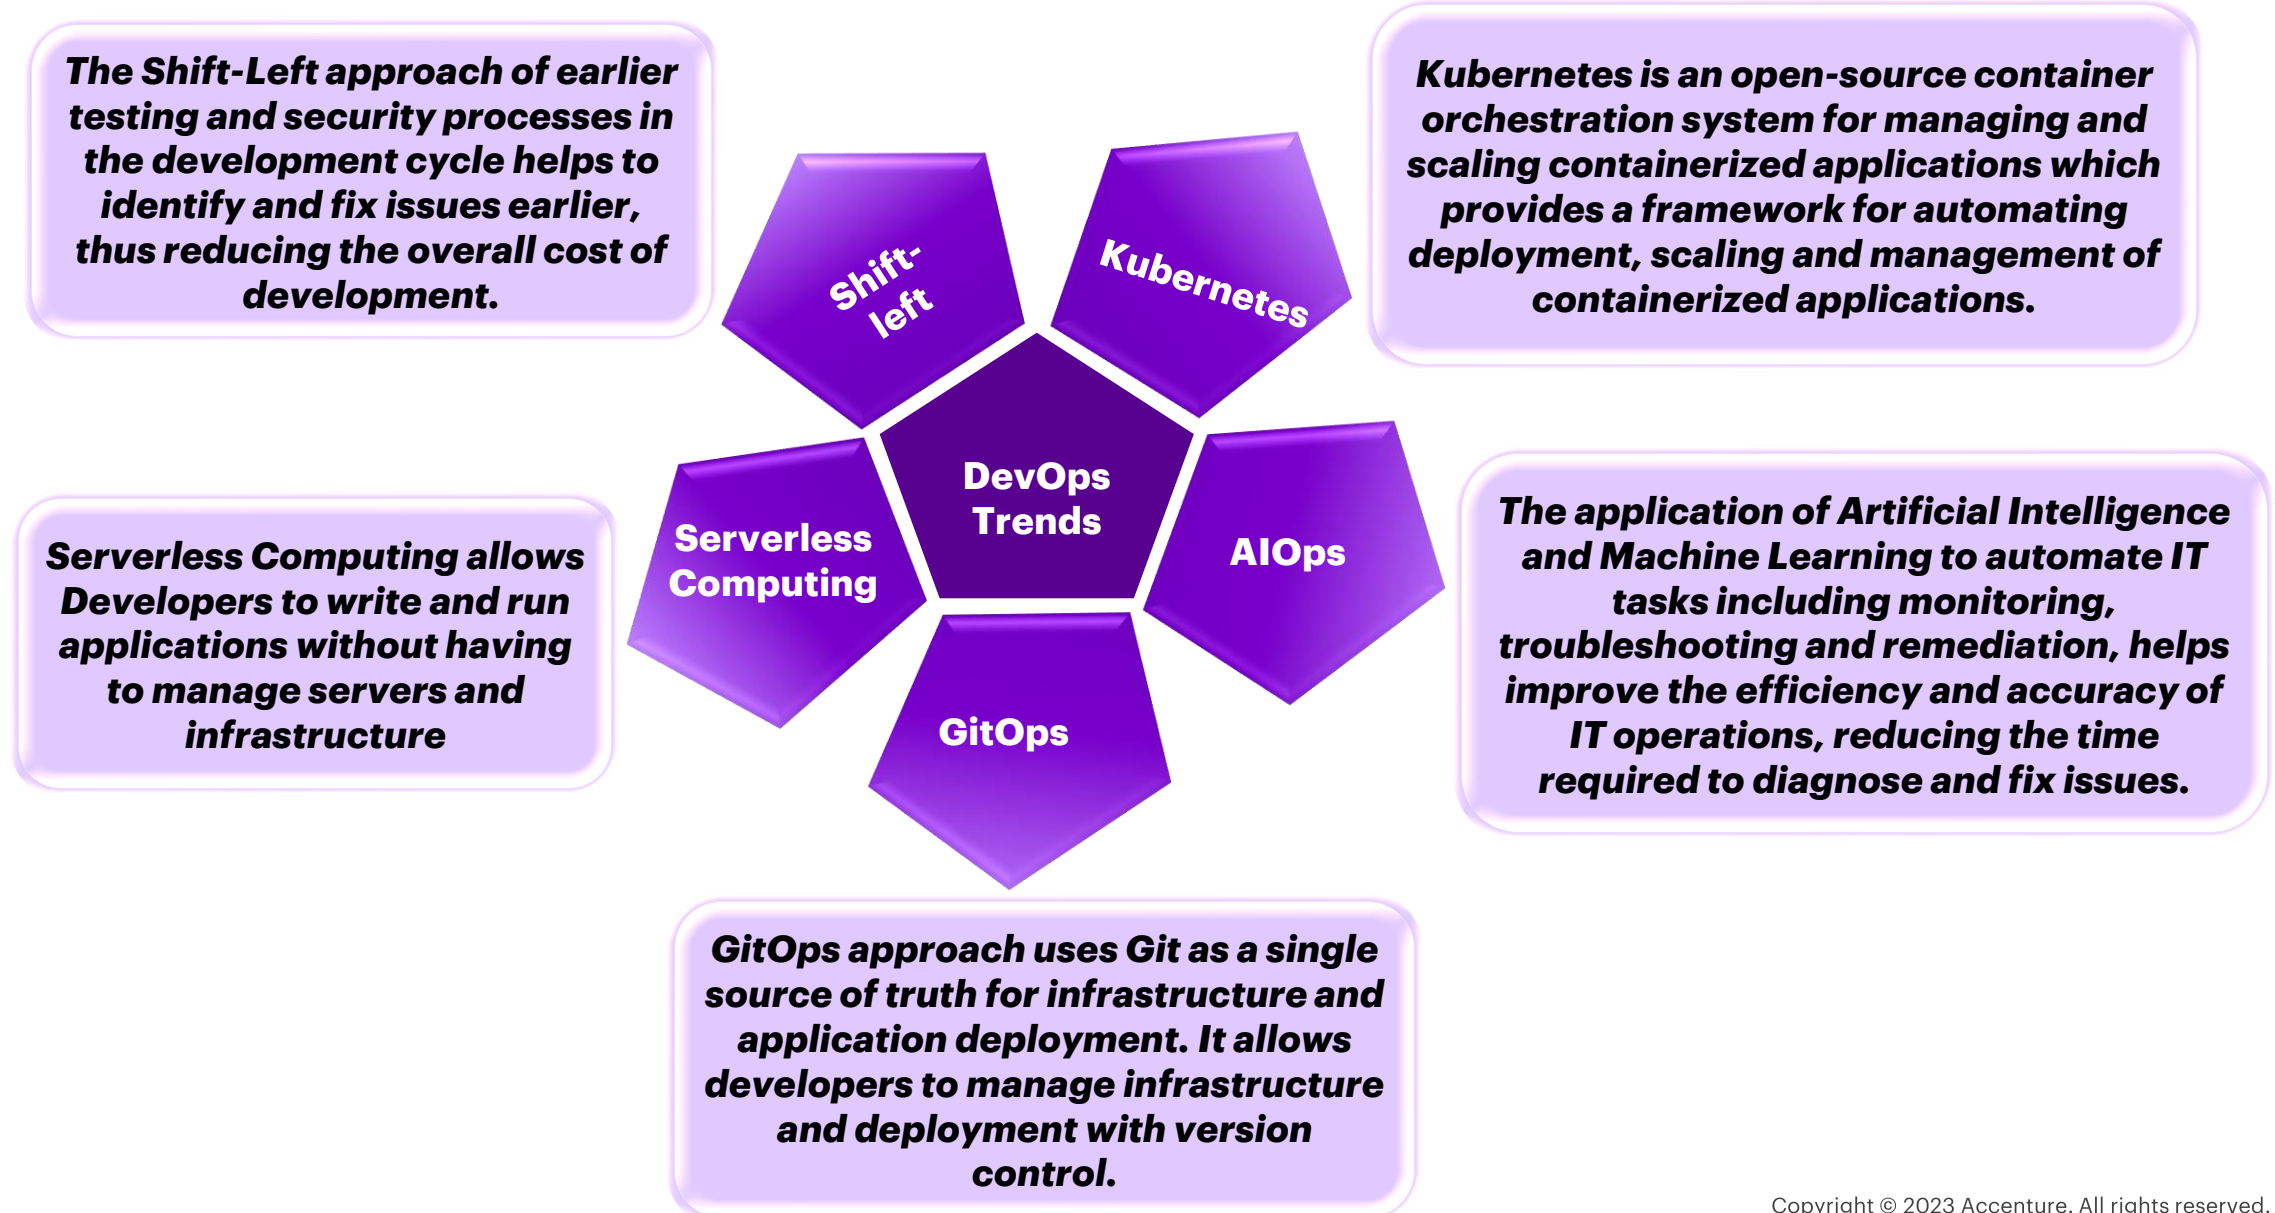 The Shift-Left approach of earlier
testing and security processes in
the development cycle helps to
identify and fix issues earlier,
thus reducing the overall cost of
development.
Kubernetes is an open-source container
orchestration system for managing and
scaling containerized applications which
provides a framework for automating
deployment, scaling and management of
containerized applications.
Shift-
left
Kubernetes
DevOps
Trends
Serverless
Computing
AIOps
GitOps
Serverless Computing allows
Developers to write and run
applications without having
to manage servers and
infrastructure
The application of Artificial Intelligence
and Machine Learning to automate IT
tasks including monitoring,
troubleshooting and remediation, helps
improve the efficiency and accuracy of
IT operations, reducing the time
required to diagnose and fix issues.
GitOps approach uses Git as a single
source of truth for infrastructure and
application deployment. It allows
developers to manage infrastructure
and deployment with version
control.
Copyright © 2023 Accenture. All rights reserved.